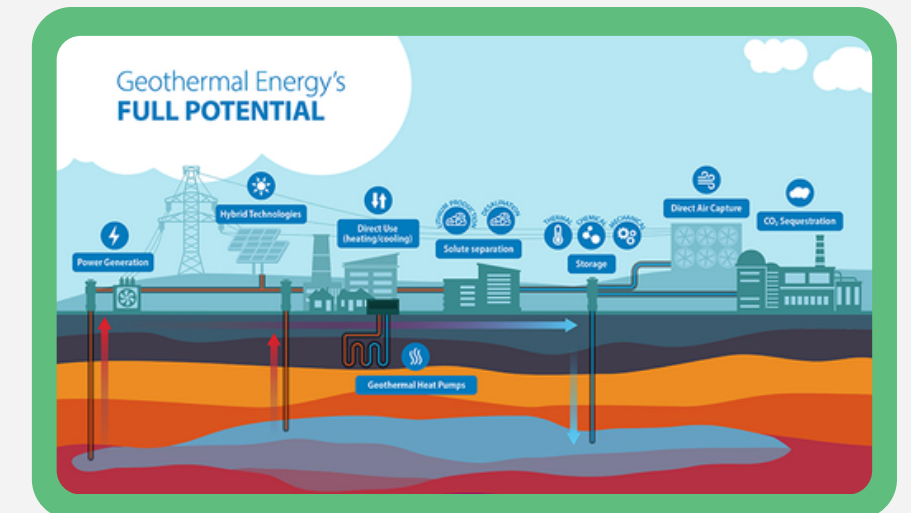 Geothermal Energy's
FULL POTENTIAL
Power Generation
Hybrid Technologies
Direct Use
(heating/cooling)
LITHIUM PRODUCTION
DESALINATION
Solute separation
THERMAL
CHEMICAL
MECHANICAL
Storage
Direct Air Capture
CO₂ Sequestration
Geothermal Heat Pumps